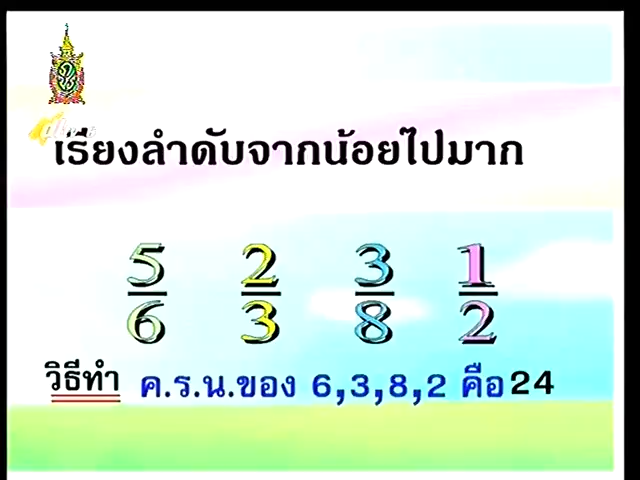 เรียงลำดับจากน้อยไปมาก
5 2 3 1
6 3 8 2
วิธีทำ ค.ร.น.ของ 6,3,8,2 คือ 24